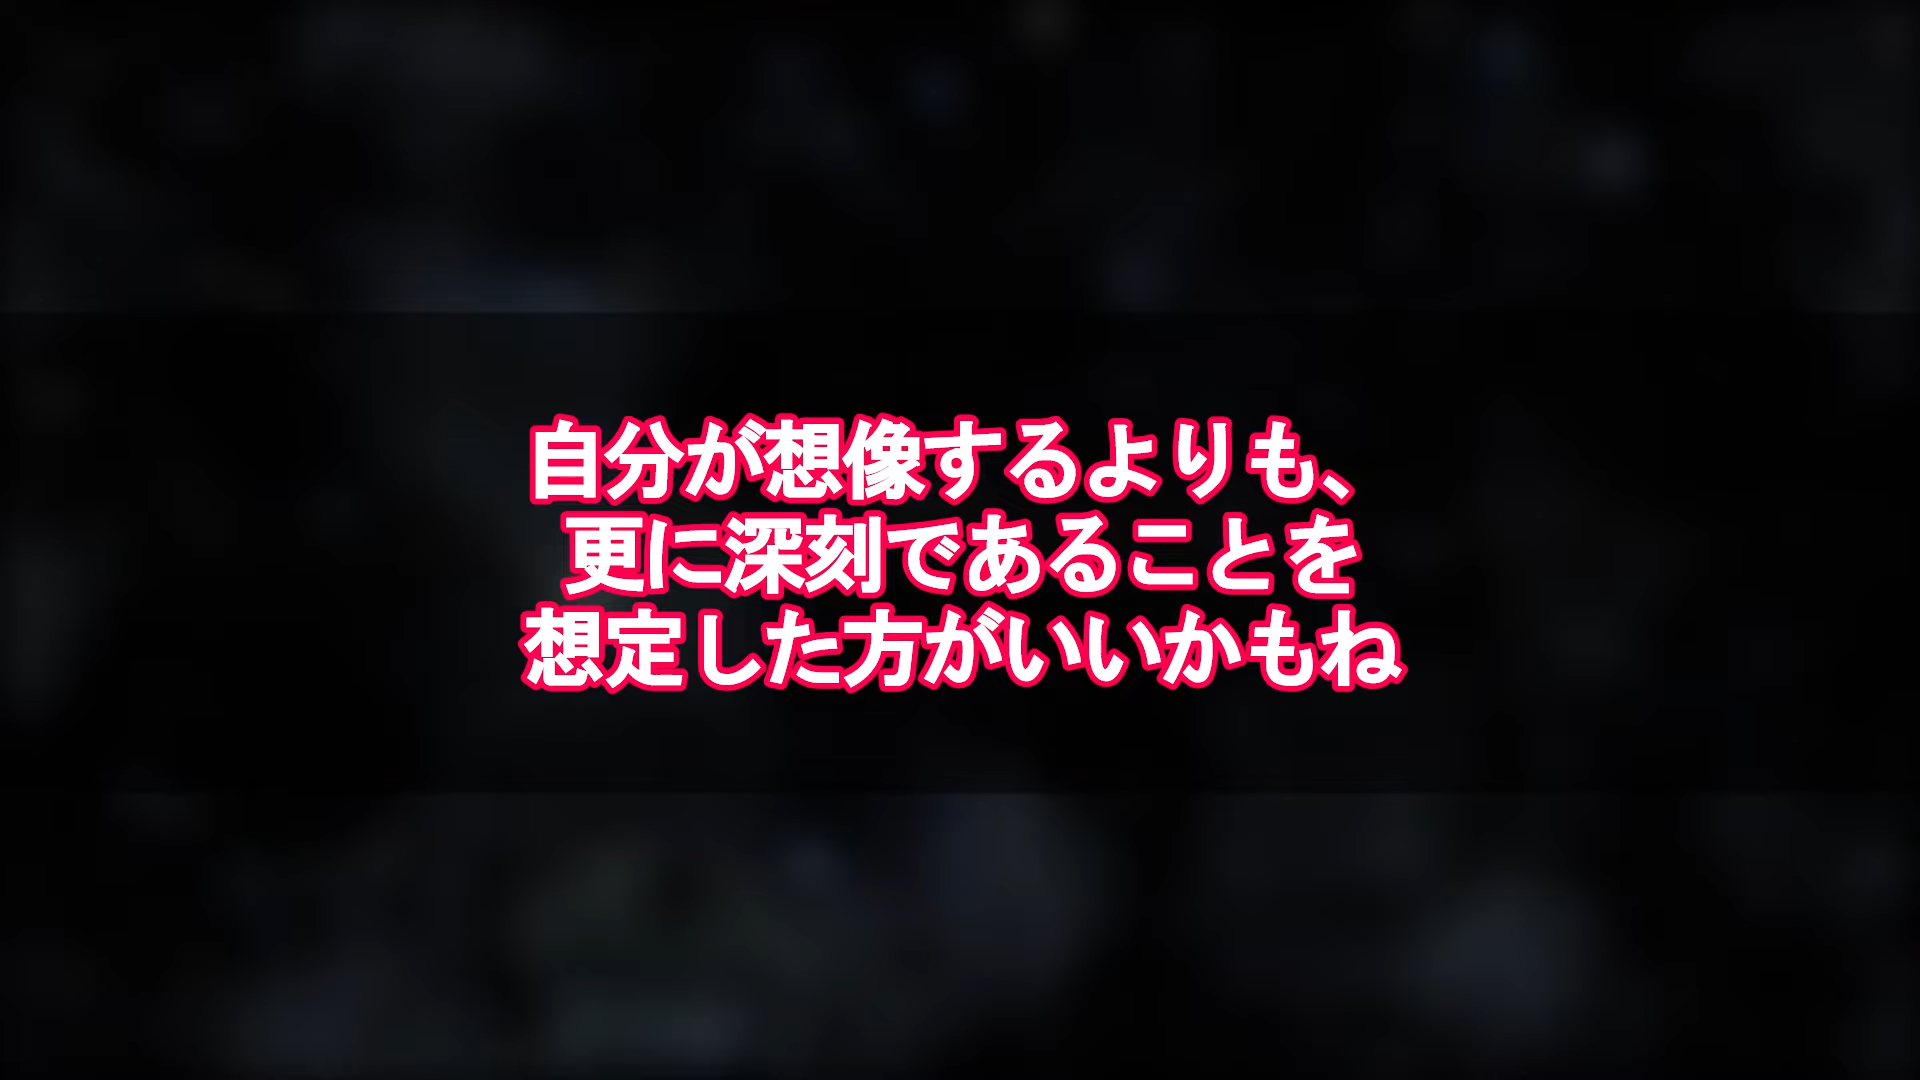 自分が想像するよりも、
更に深刻であることを
想定した方がいいかもね